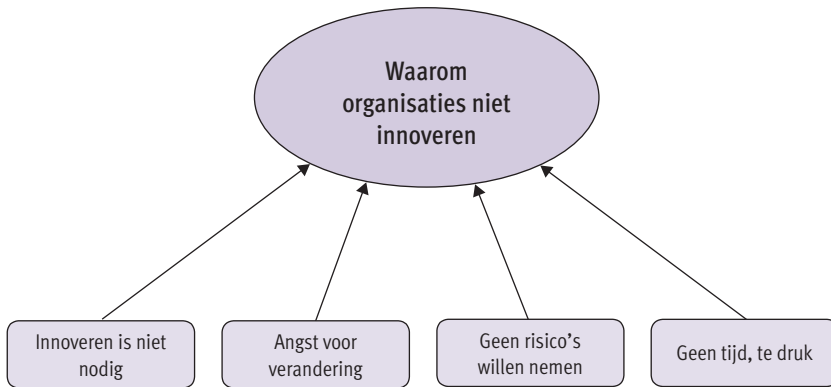 Waarom
organisaties niet
innoveren
Innoveren is niet
nodig
Angst voor
verandering
Geen risico's
willen nemen
Geen tijd, te druk